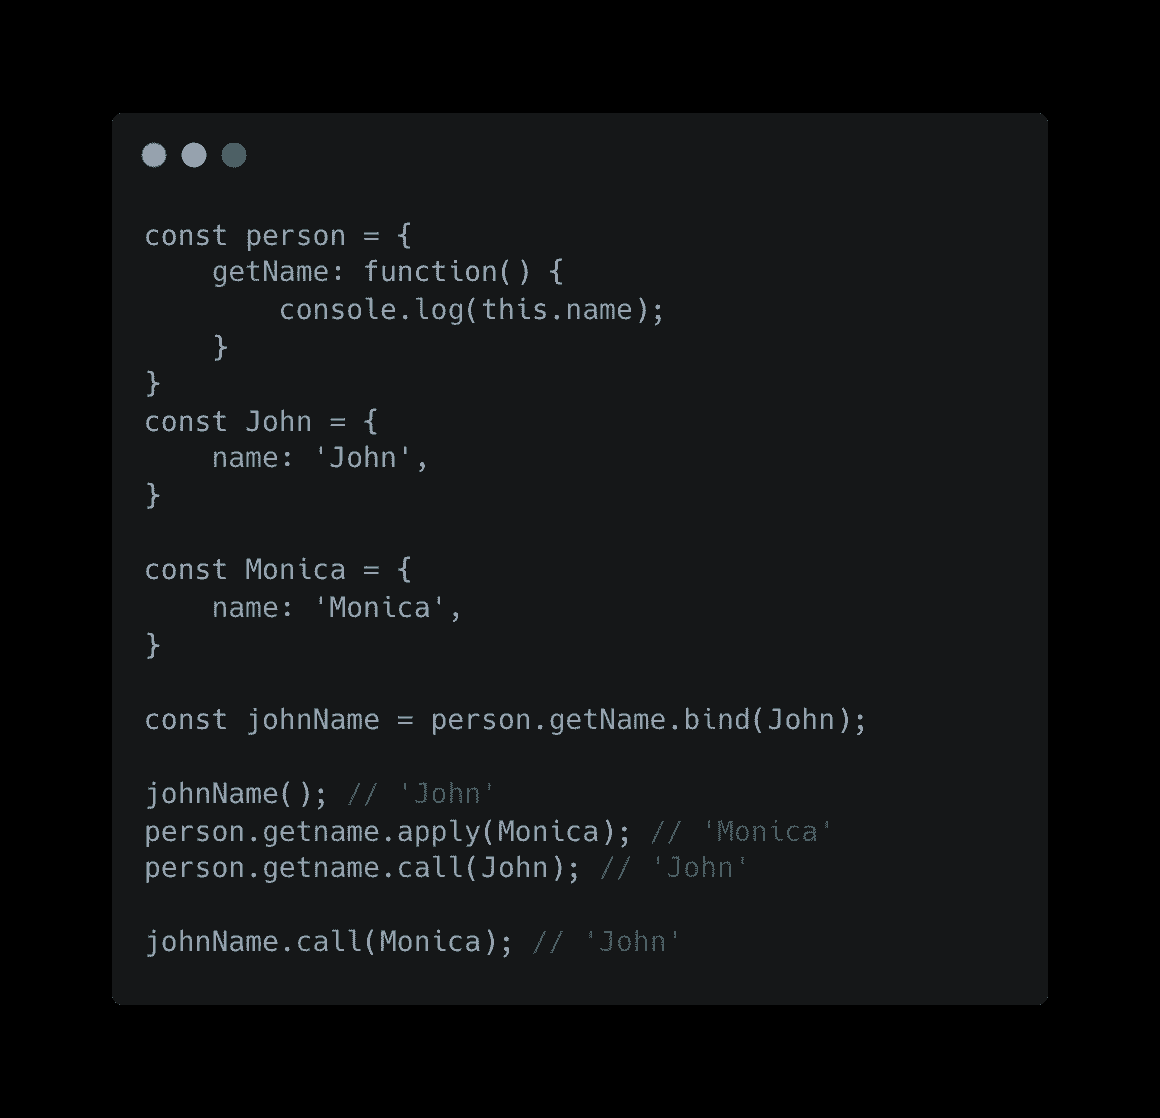 const person = {
    getName: function() {
        console.log(this.name);
    }
}
const John = {
    name: 'John',
}

const Monica = {
    name: 'Monica',
}

const johnName = person.getName.bind(John);

johnName(); // 'John'
person.getname.apply(Monica); // 'Monica'
person.getname.call(John); // 'John'

johnName.call(Monica); // 'John'